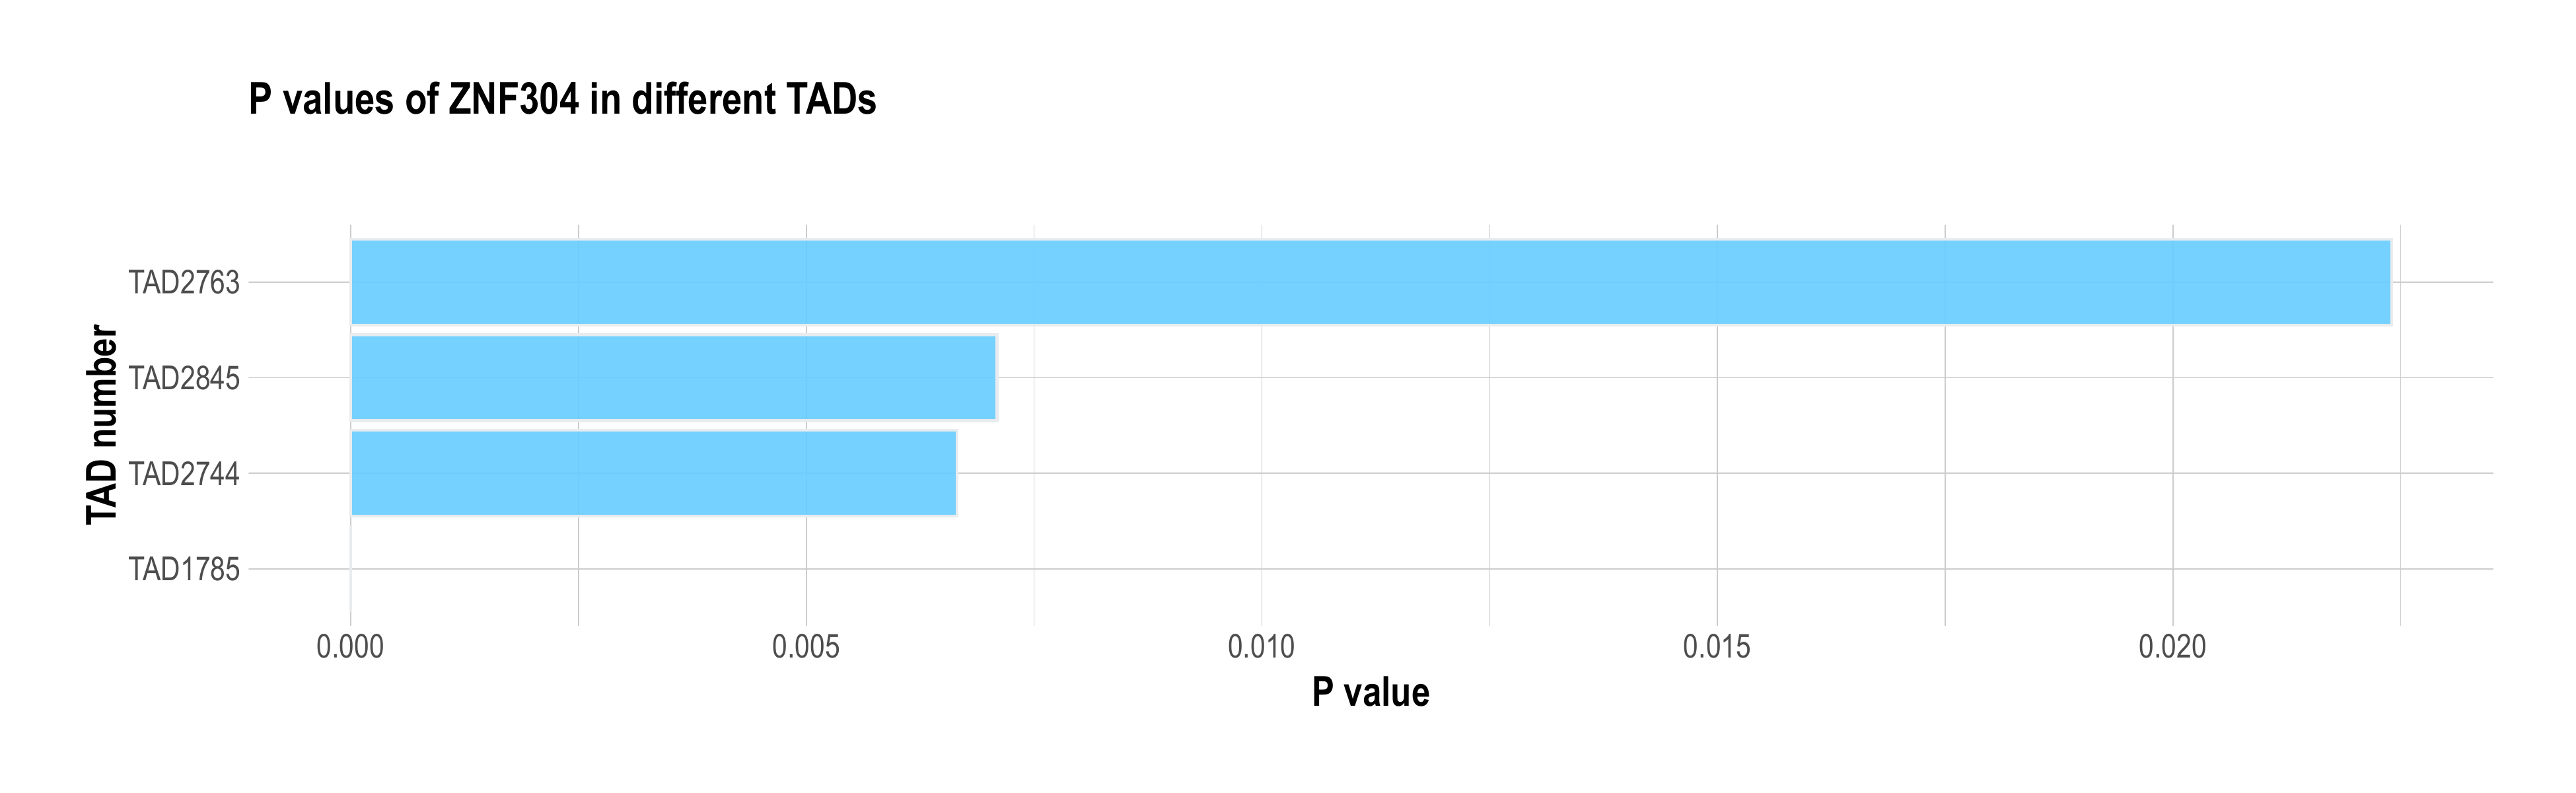 P values of ZNF304 in different TADs
TAD number
TAD2763
TAD2845
TAD2744
TAD1785
0.000 0.005 0.010 0.015 0.020
P value